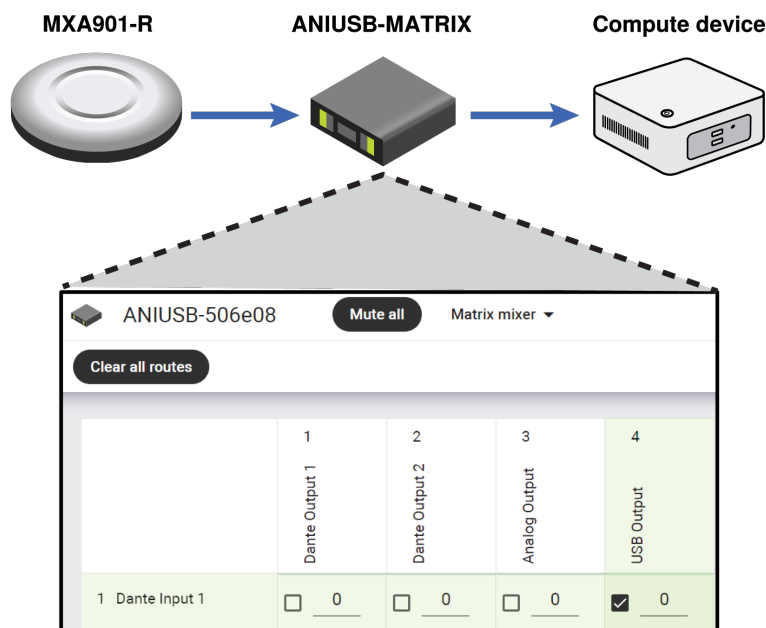 MXA901-R ANIUSB-MATRIX Compute device
ANIUSB-506e08 Mute all Matrix mixer
Clear all routes
1 2 3 4
Dante Output 1
Dante Output 2
Analog Output
USB Output
1 Dante Input 1 0 0 0 0